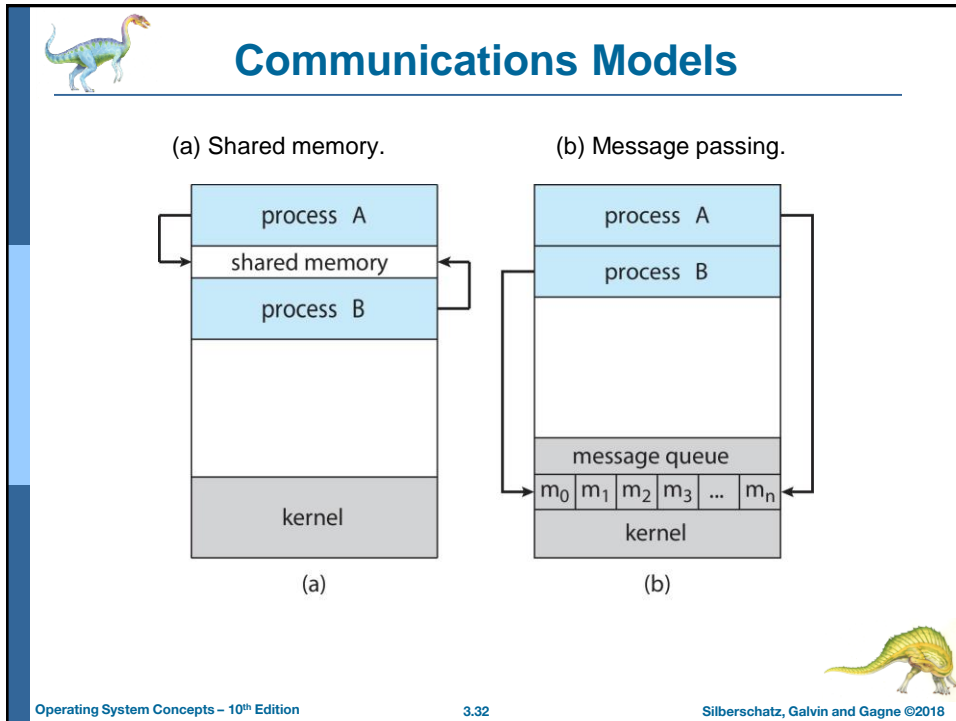 Communications Models
(a) Shared memory.
(b) Message passing.
process A
shared memory
process B
kernel
(a)
process A
process B
message queue
m₀ m₁ m₂ m₃ ... mₙ
kernel
(b)
Operating System Concepts – 10ᵗʰ Edition
3.32
Silberschatz, Galvin and Gagne ©2018